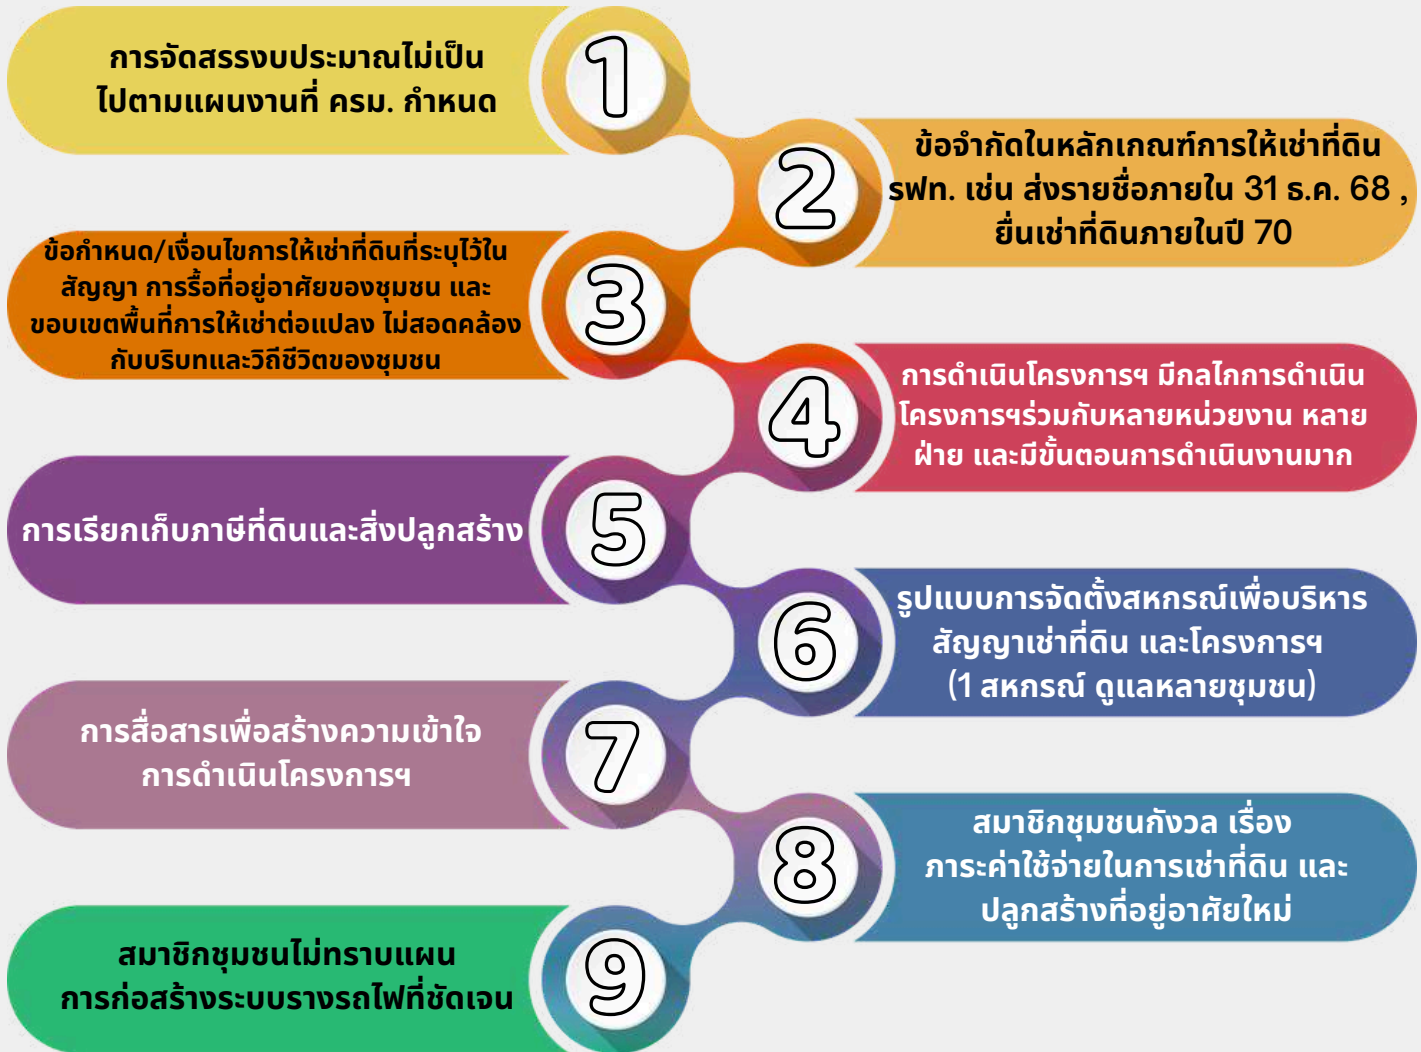 การจัดสรรงบประมาณไม่เป็น
ไปตามแผนงานที่ ครม. กำหนด
1
2
ข้อจำกัดในหลักเกณฑ์การให้เช่าที่ดิน
รฟท. เช่น ส่งรายชื่อภายใน 31 ธ.ค. 68 ,
ยื่นเช่าที่ดินภายในปี 70
ข้อกำหนด/เงื่อนไขการให้เช่าที่ดินที่ระบุไว้ใน
สัญญา การรื้อที่อยู่อาศัยของชุมชน และ
ขอบเขตพื้นที่การให้เช่าต่อแปลง ไม่สอดคล้อง
กับบริบทและวิถีชีวิตของชุมชน
3
4
การดำเนินโครงการฯ มีกลไกการดำเนิน
โครงการฯร่วมกับหลายหน่วยงาน หลาย
ฝ่าย และมีขั้นตอนการดำเนินงานมาก
การเรียกเก็บภาษีที่ดินและสิ่งปลูกสร้าง
5
6
รูปแบบการจัดตั้งสหกรณ์เพื่อบริหาร
สัญญาเช่าที่ดิน และโครงการฯ
(1 สหกรณ์ ดูแลหลายชุมชน)
การสื่อสารเพื่อสร้างความเข้าใจ
การดำเนินโครงการฯ
7
8
สมาชิกชุมชนกังวล เรื่อง
ภาระค่าใช้จ่ายในการเช่าที่ดิน และ
ปลูกสร้างที่อยู่อาศัยใหม่
สมาชิกชุมชนไม่ทราบแผน
การก่อสร้างระบบรางรถไฟที่ชัดเจน
9